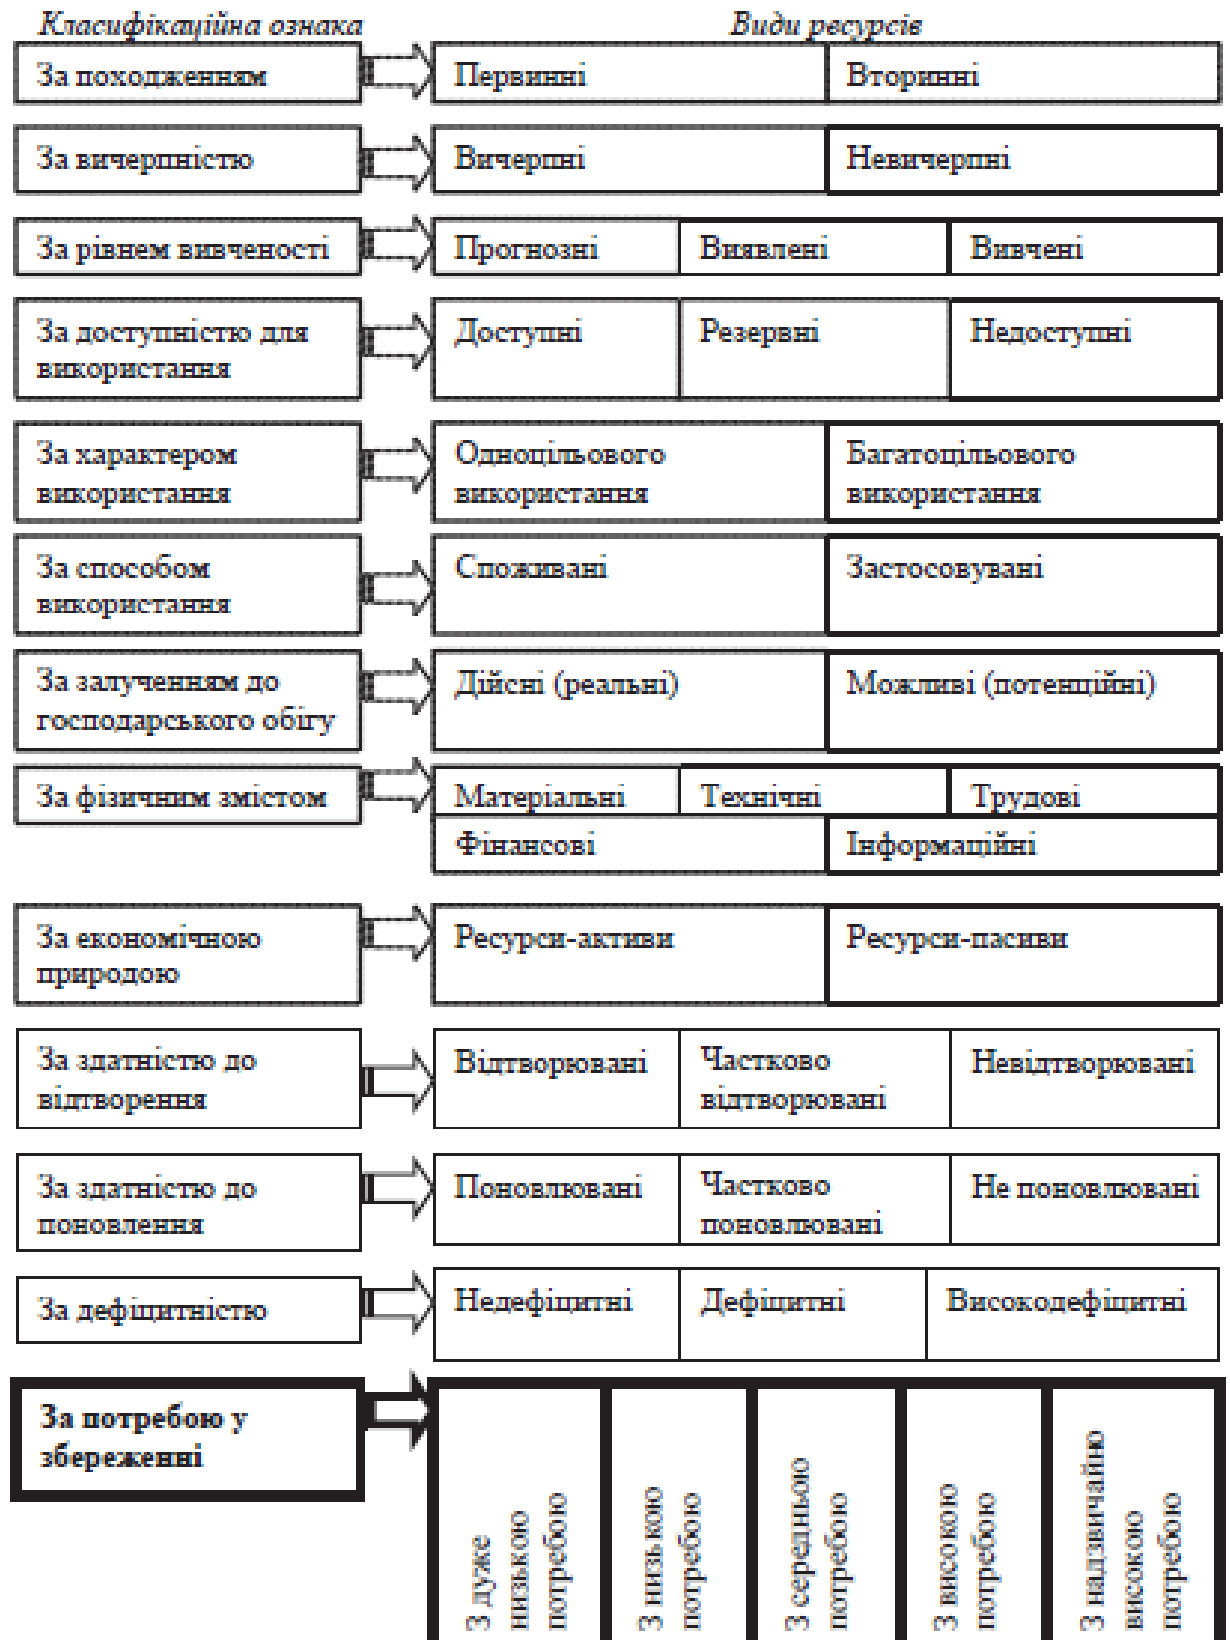 Класифікаційна ознака
Види ресурсів
За походженням
Первинні
Вторинні
За вичерпністю
Вичерпні
Невичерпні
За рівнем вивченості
Прогнозні
Виявлені
Вивчені
За доступністю для
використання
Доступні
Резервні
Недоступні
За характером
використання
Одноцільового
використання
Багатоцільового
використання
За способом
використання
Споживані
Застосовувані
За залученням до
господарського обігу
Дійсні (реальні)
Можливі (потенційні)
За фізичним змістом
Матеріальні
Технічні
Трудові
Фінансові
Інформаційні
За економічною
природою
Ресурси-активи
Ресурси-пасиви
За здатністю до
відтворення
Відтворювані
Частково
відтворювані
Невідтворювані
За здатністю до
поновлення
Поновлювані
Частково
поновлювані
Не поновлювані
За дефіцитністю
Недефіцитні
Дефіцитні
Високодефіцитні
За потребою у
збереженні
З дуже
низькою
потребою
З низькою
потребою
З середньою
потребою
З високою
потребою
З надзвичайно
високою
потребою